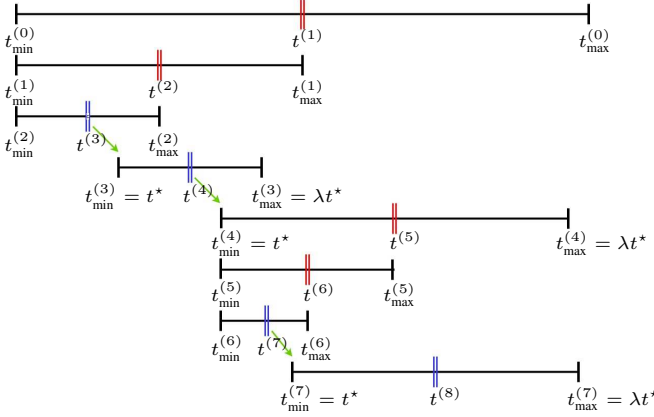 t_min^(0) t^(1) t_max^(0)
t_min^(1) t^(2) t_max^(1)
t_min^(2) t^(3) t_max^(2)
t_min^(3) = t⋆ t^(4) t_max^(3) = λt⋆
t_min^(4) = t⋆ t^(5) t_max^(4) = λt⋆
t_min^(5) t^(6) t_max^(5)
t_min^(6) t^(7) t_max^(6)
t_min^(7) = t⋆ t^(8) t_max^(7) = λt⋆